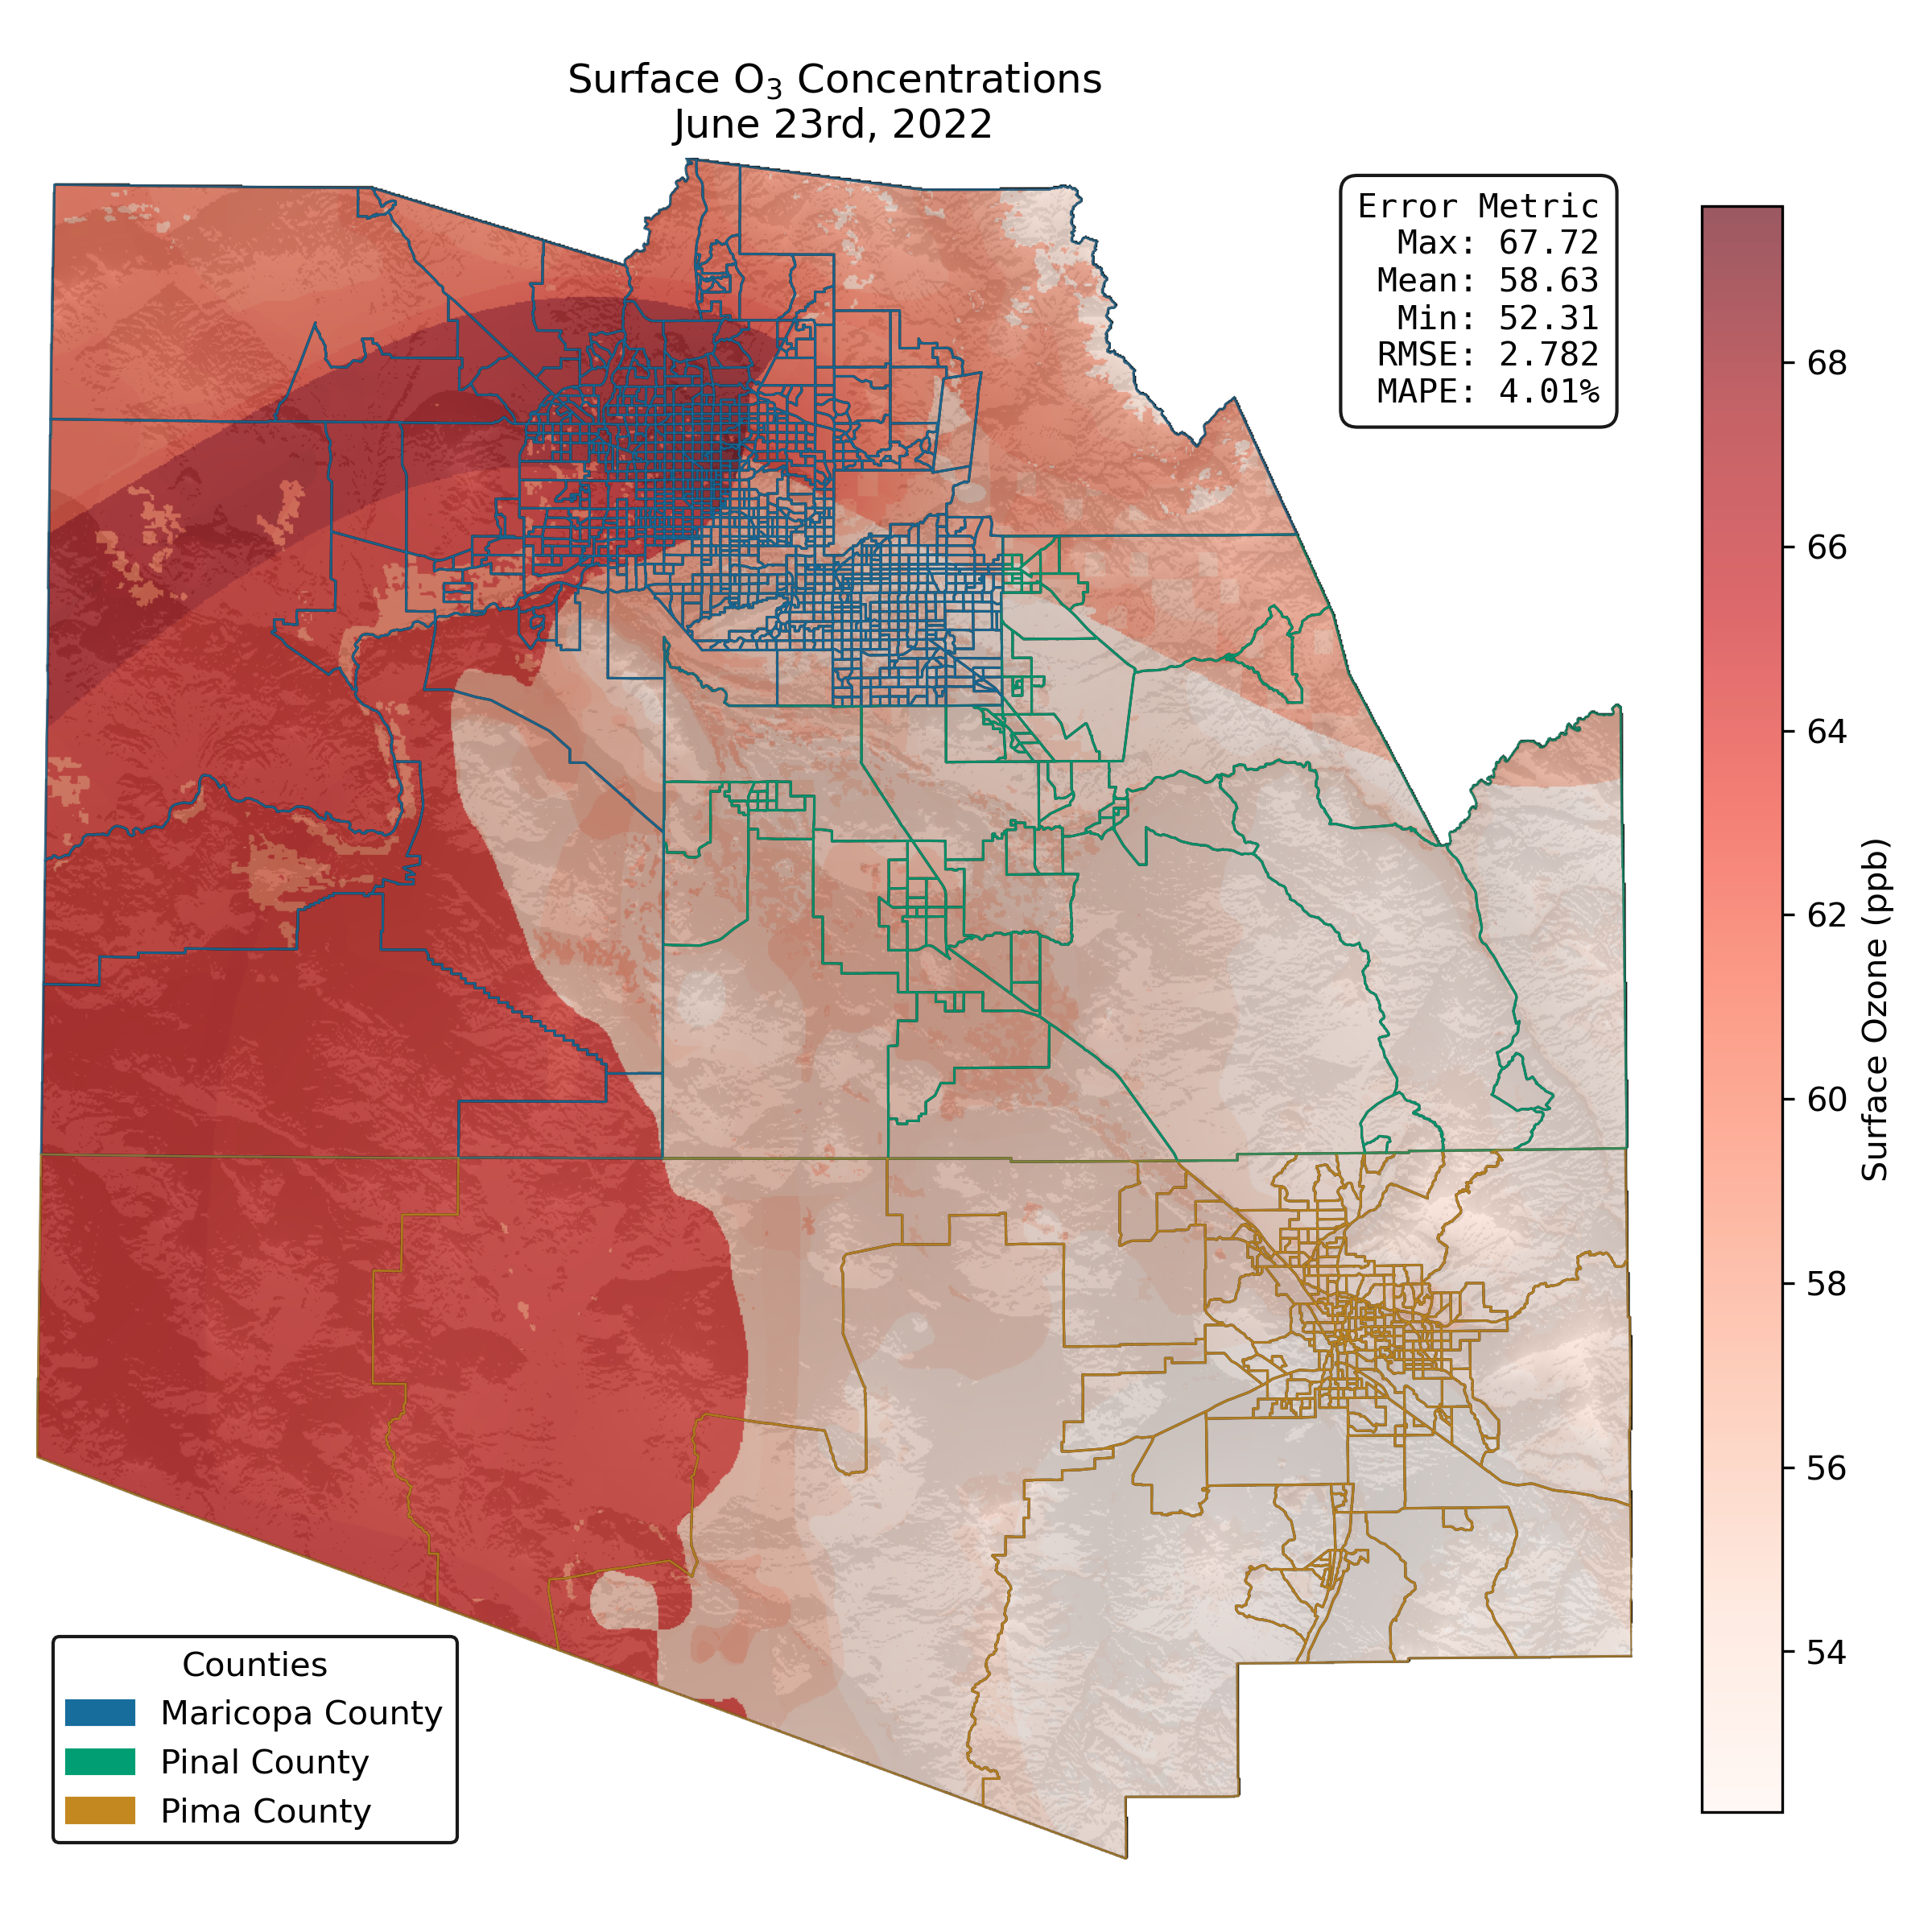 Surface O₃ Concentrations
June 23rd, 2022
Error Metric
Max: 67.72
Mean: 58.63
Min: 52.31
RMSE: 2.782
MAPE: 4.01%
68
66
64
62
60
58
56
54
Surface Ozone (ppb)
Counties
Maricopa County
Pinal County
Pima County